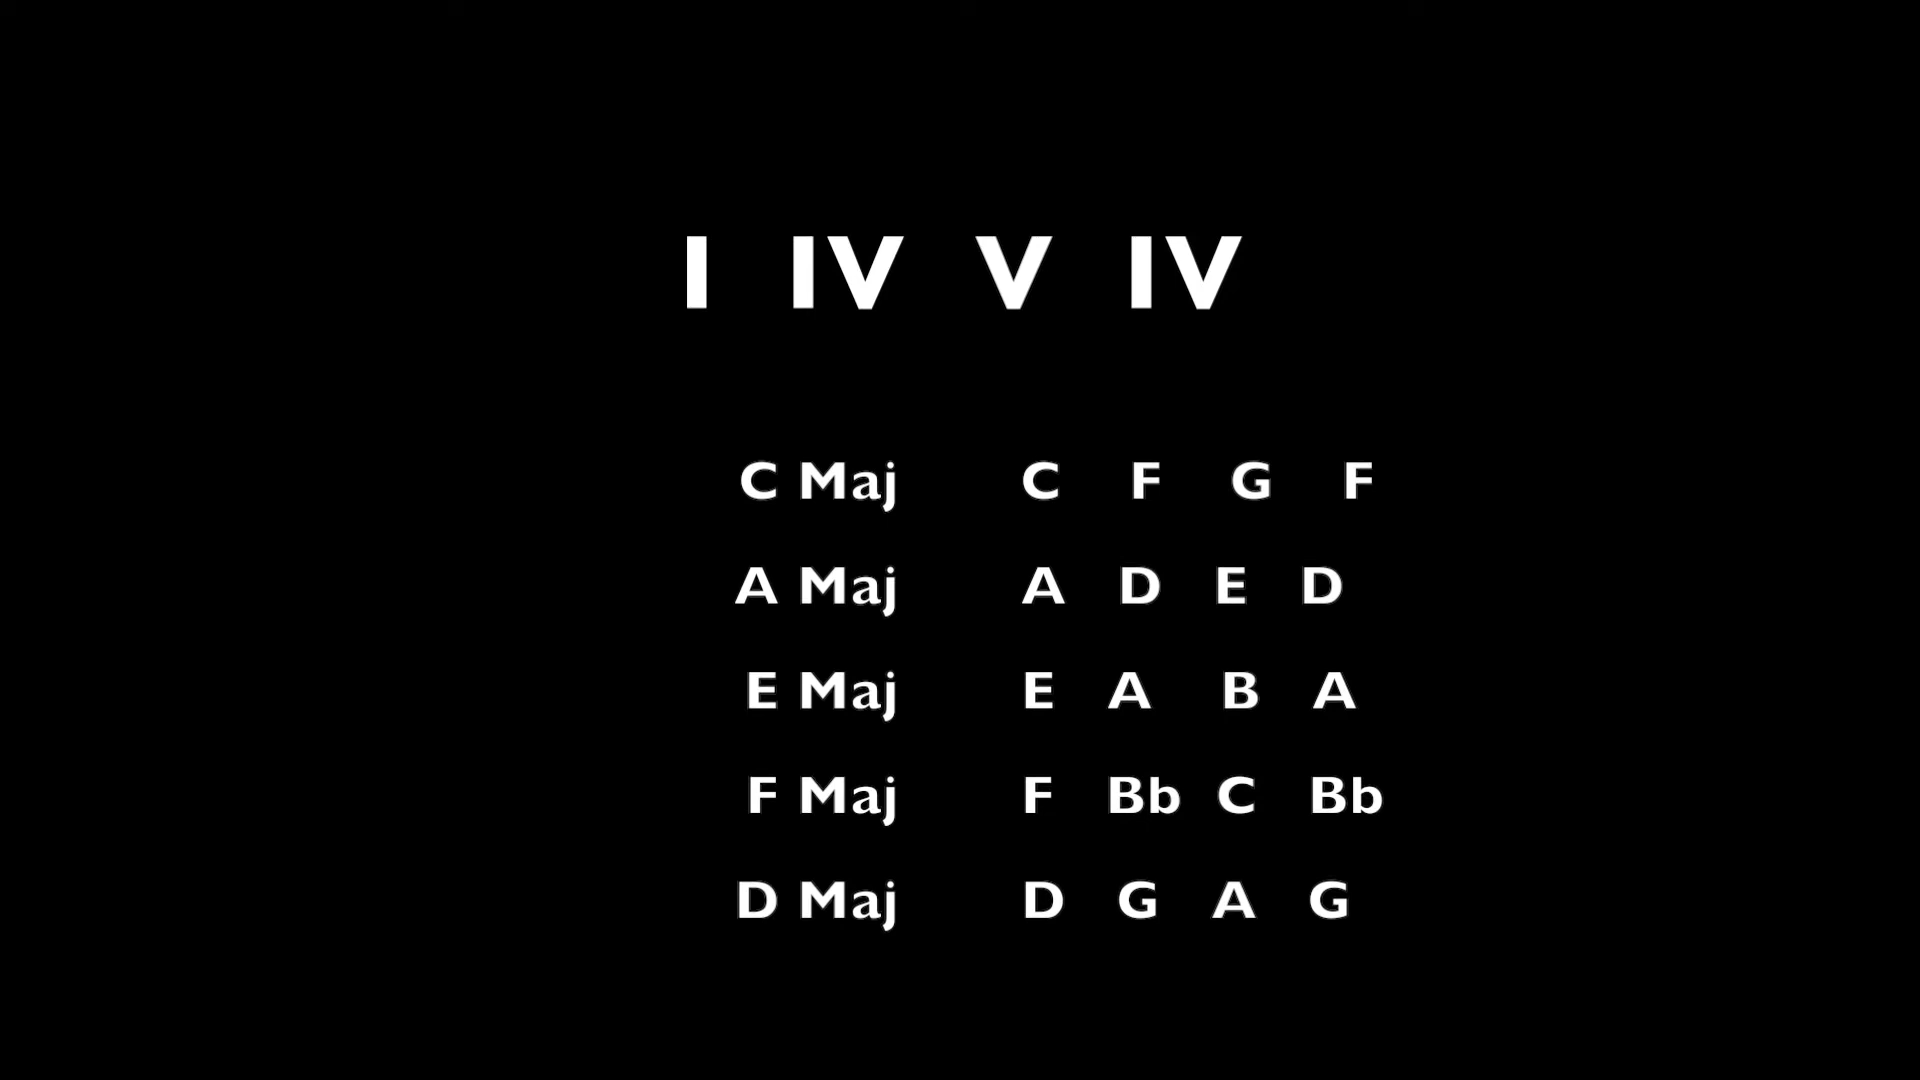 I IV V IV
C Maj C F G F
A Maj A D E D
E Maj E A B A
F Maj F Bb C Bb
D Maj D G A G